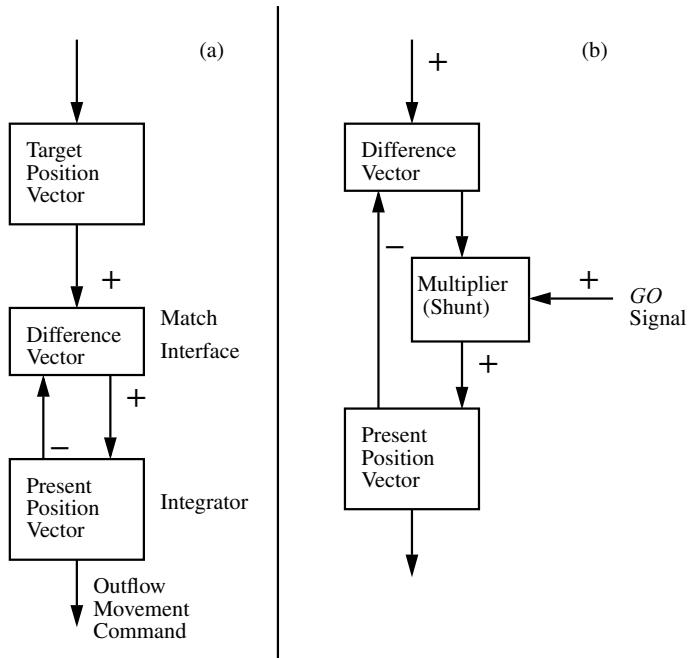 (a)
Target
Position
Vector
+
Difference
Vector
Match
Interface
+
−
Present
Position
Vector
Integrator
Outflow
Movement
Command
(b)
+
Difference
Vector
−
Multiplier
(Shunt)
+
GO
Signal
+
Present
Position
Vector